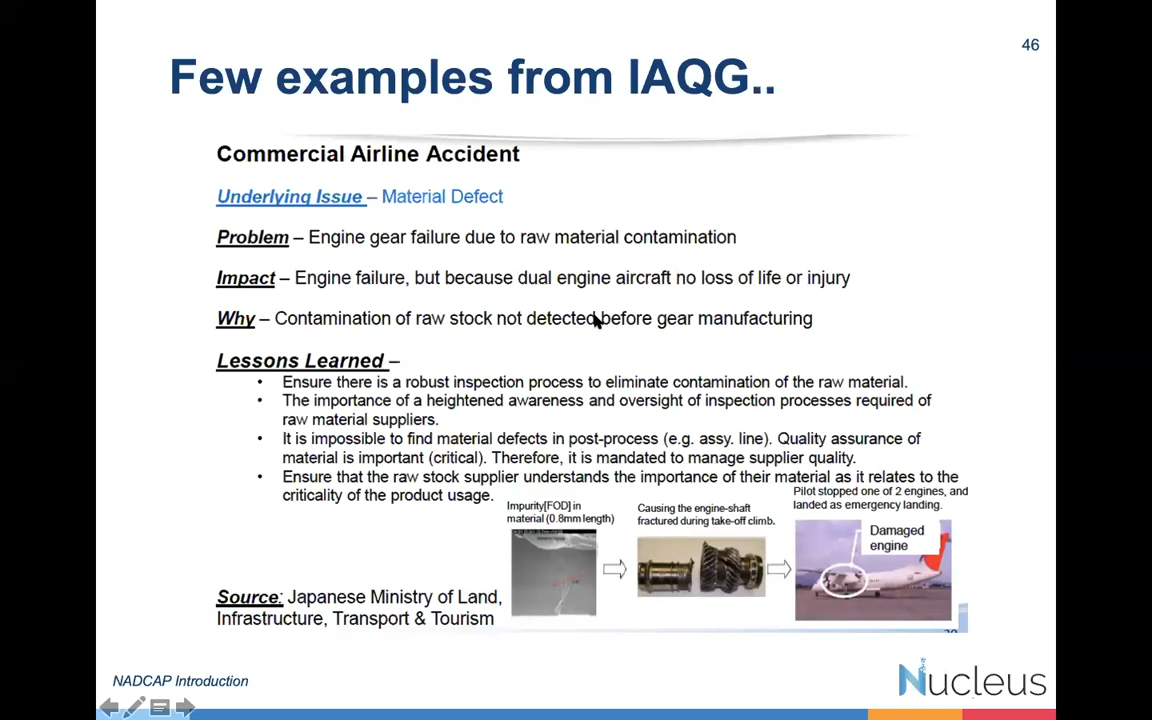 46
Few examples from IAQG..
Commercial Airline Accident
Underlying Issue – Material Defect
Problem – Engine gear failure due to raw material contamination
Impact – Engine failure, but because dual engine aircraft no loss of life or injury
Why – Contamination of raw stock not detected before gear manufacturing
Lessons Learned –
• Ensure there is a robust inspection process to eliminate contamination of the raw material.
• The importance of a heightened awareness and oversight of inspection processes required of
raw material suppliers.
• It is impossible to find material defects in post-process (e.g. assy. line). Quality assurance of
material is important (critical). Therefore, it is mandated to manage supplier quality.
• Ensure that the raw stock supplier understands the importance of their material as it relates to the
criticality of the product usage.
Impurity[FOD] in
material (0.8mm length)
Causing the engine-shaft
fractured during take-off climb.
Pilot stopped one of 2 engines, and
landed as emergency landing.
Damaged
engine
Source: Japanese Ministry of Land,
Infrastructure, Transport & Tourism
NADCAP Introduction
Nucleus